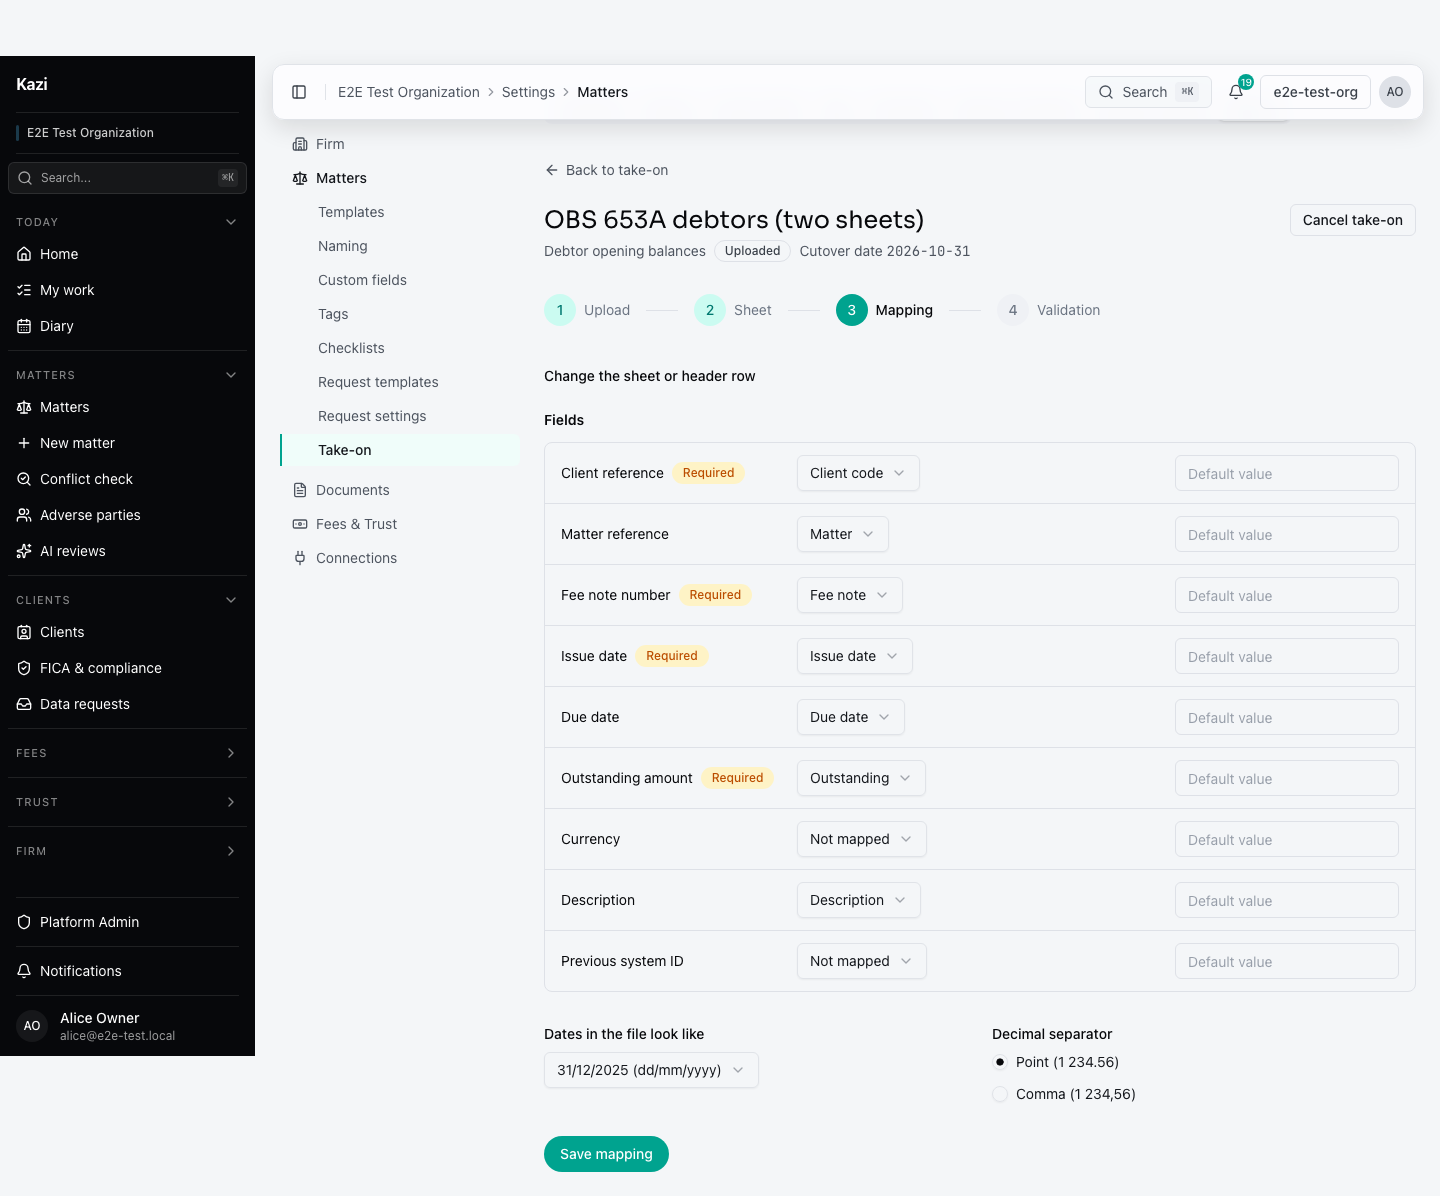 Kazi
E2E Test Organization
Search... ⌘K
TODAY
Home
My work
Diary
MATTERS
Matters
New matter
Conflict check
Adverse parties
AI reviews
CLIENTS
Clients
FICA & compliance
Data requests
FEES
TRUST
FIRM
Platform Admin
Notifications
AO
Alice Owner
alice@e2e-test.local
E2E Test Organization > Settings > Matters
Search ⌘K
19
e2e-test-org
AO
Firm
Matters
Templates
Naming
Custom fields
Tags
Checklists
Request templates
Request settings
Take-on
Documents
Fees & Trust
Connections
← Back to take-on
OBS 653A debtors (two sheets)
Cancel take-on
Debtor opening balances Uploaded Cutover date 2026-10-31
1 Upload 2 Sheet 3 Mapping 4 Validation
Change the sheet or header row
Fields
Client reference Required Client code Default value
Matter reference Matter Default value
Fee note number Required Fee note Default value
Issue date Required Issue date Default value
Due date Due date Default value
Outstanding amount Required Outstanding Default value
Currency Not mapped Default value
Description Description Default value
Previous system ID Not mapped Default value
Dates in the file look like
31/12/2025 (dd/mm/yyyy)
Decimal separator
Point (1 234.56)
Comma (1 234,56)
Save mapping